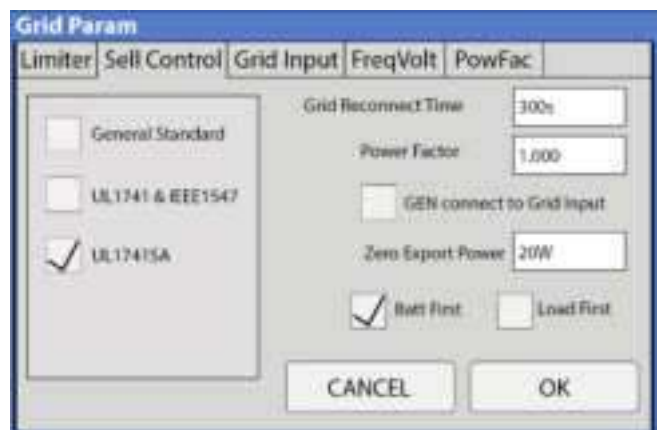 Grid Param
Limiter Sell Control Grid Input FreqVolt PowFac
General Standard
UL1741 & IEEE1547
UL1741SA
Grid Reconnect Time 300s
Power Factor 1.000
GEN connect to Grid Input
Zero Export Power 20W
Batt First Load First
CANCEL OK